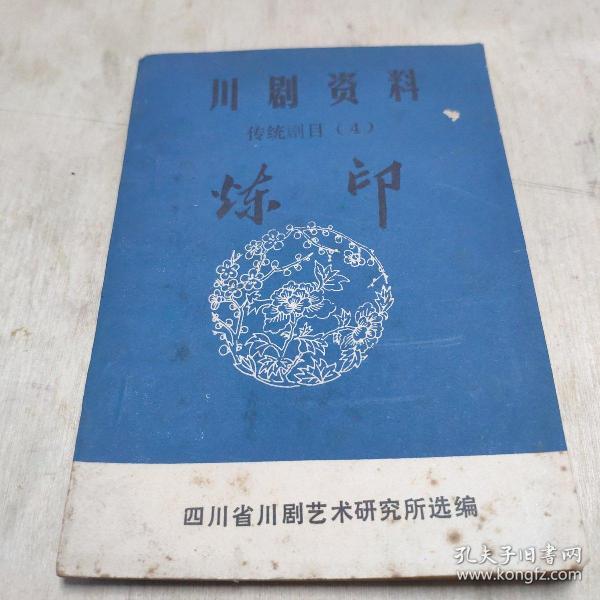 川剧资料
传统剧目(4)
炼印
四川省川剧艺术研究所选编
孔夫子旧书网
www.kongfz.com